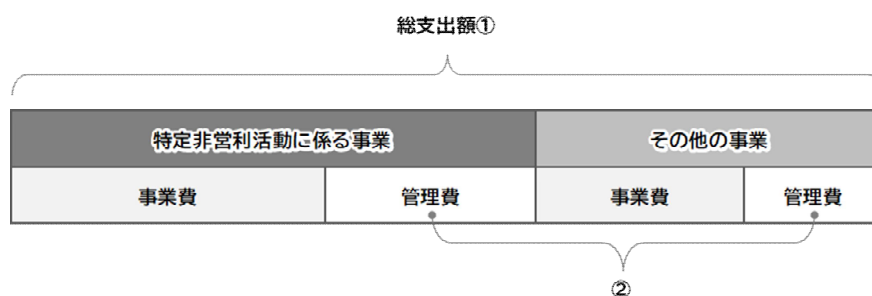 総支出額①
特定非営利活動に係る事業 その他の事業
事業費 管理費 事業費 管理費
②